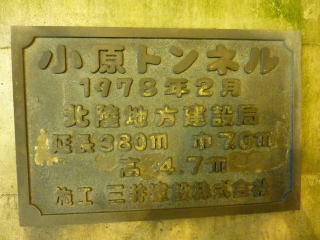 小原トンネル
1978年2月
北陸地方建設局
延長380m 巾7.0m
高 4.7m
施工 三井建設株式会社